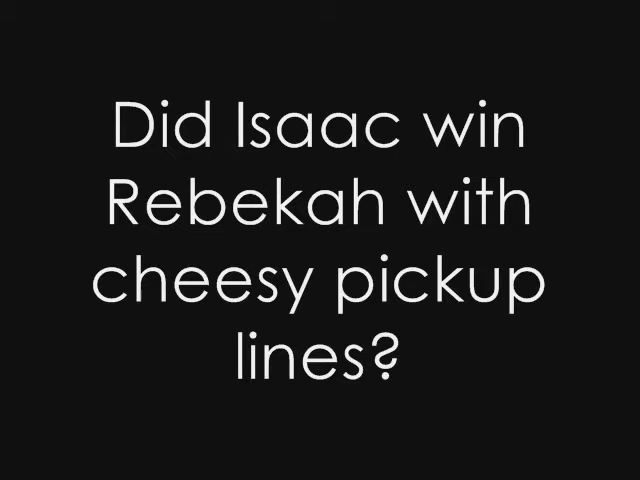 Did Isaac win
Rebekah with
cheesy pickup
lines?